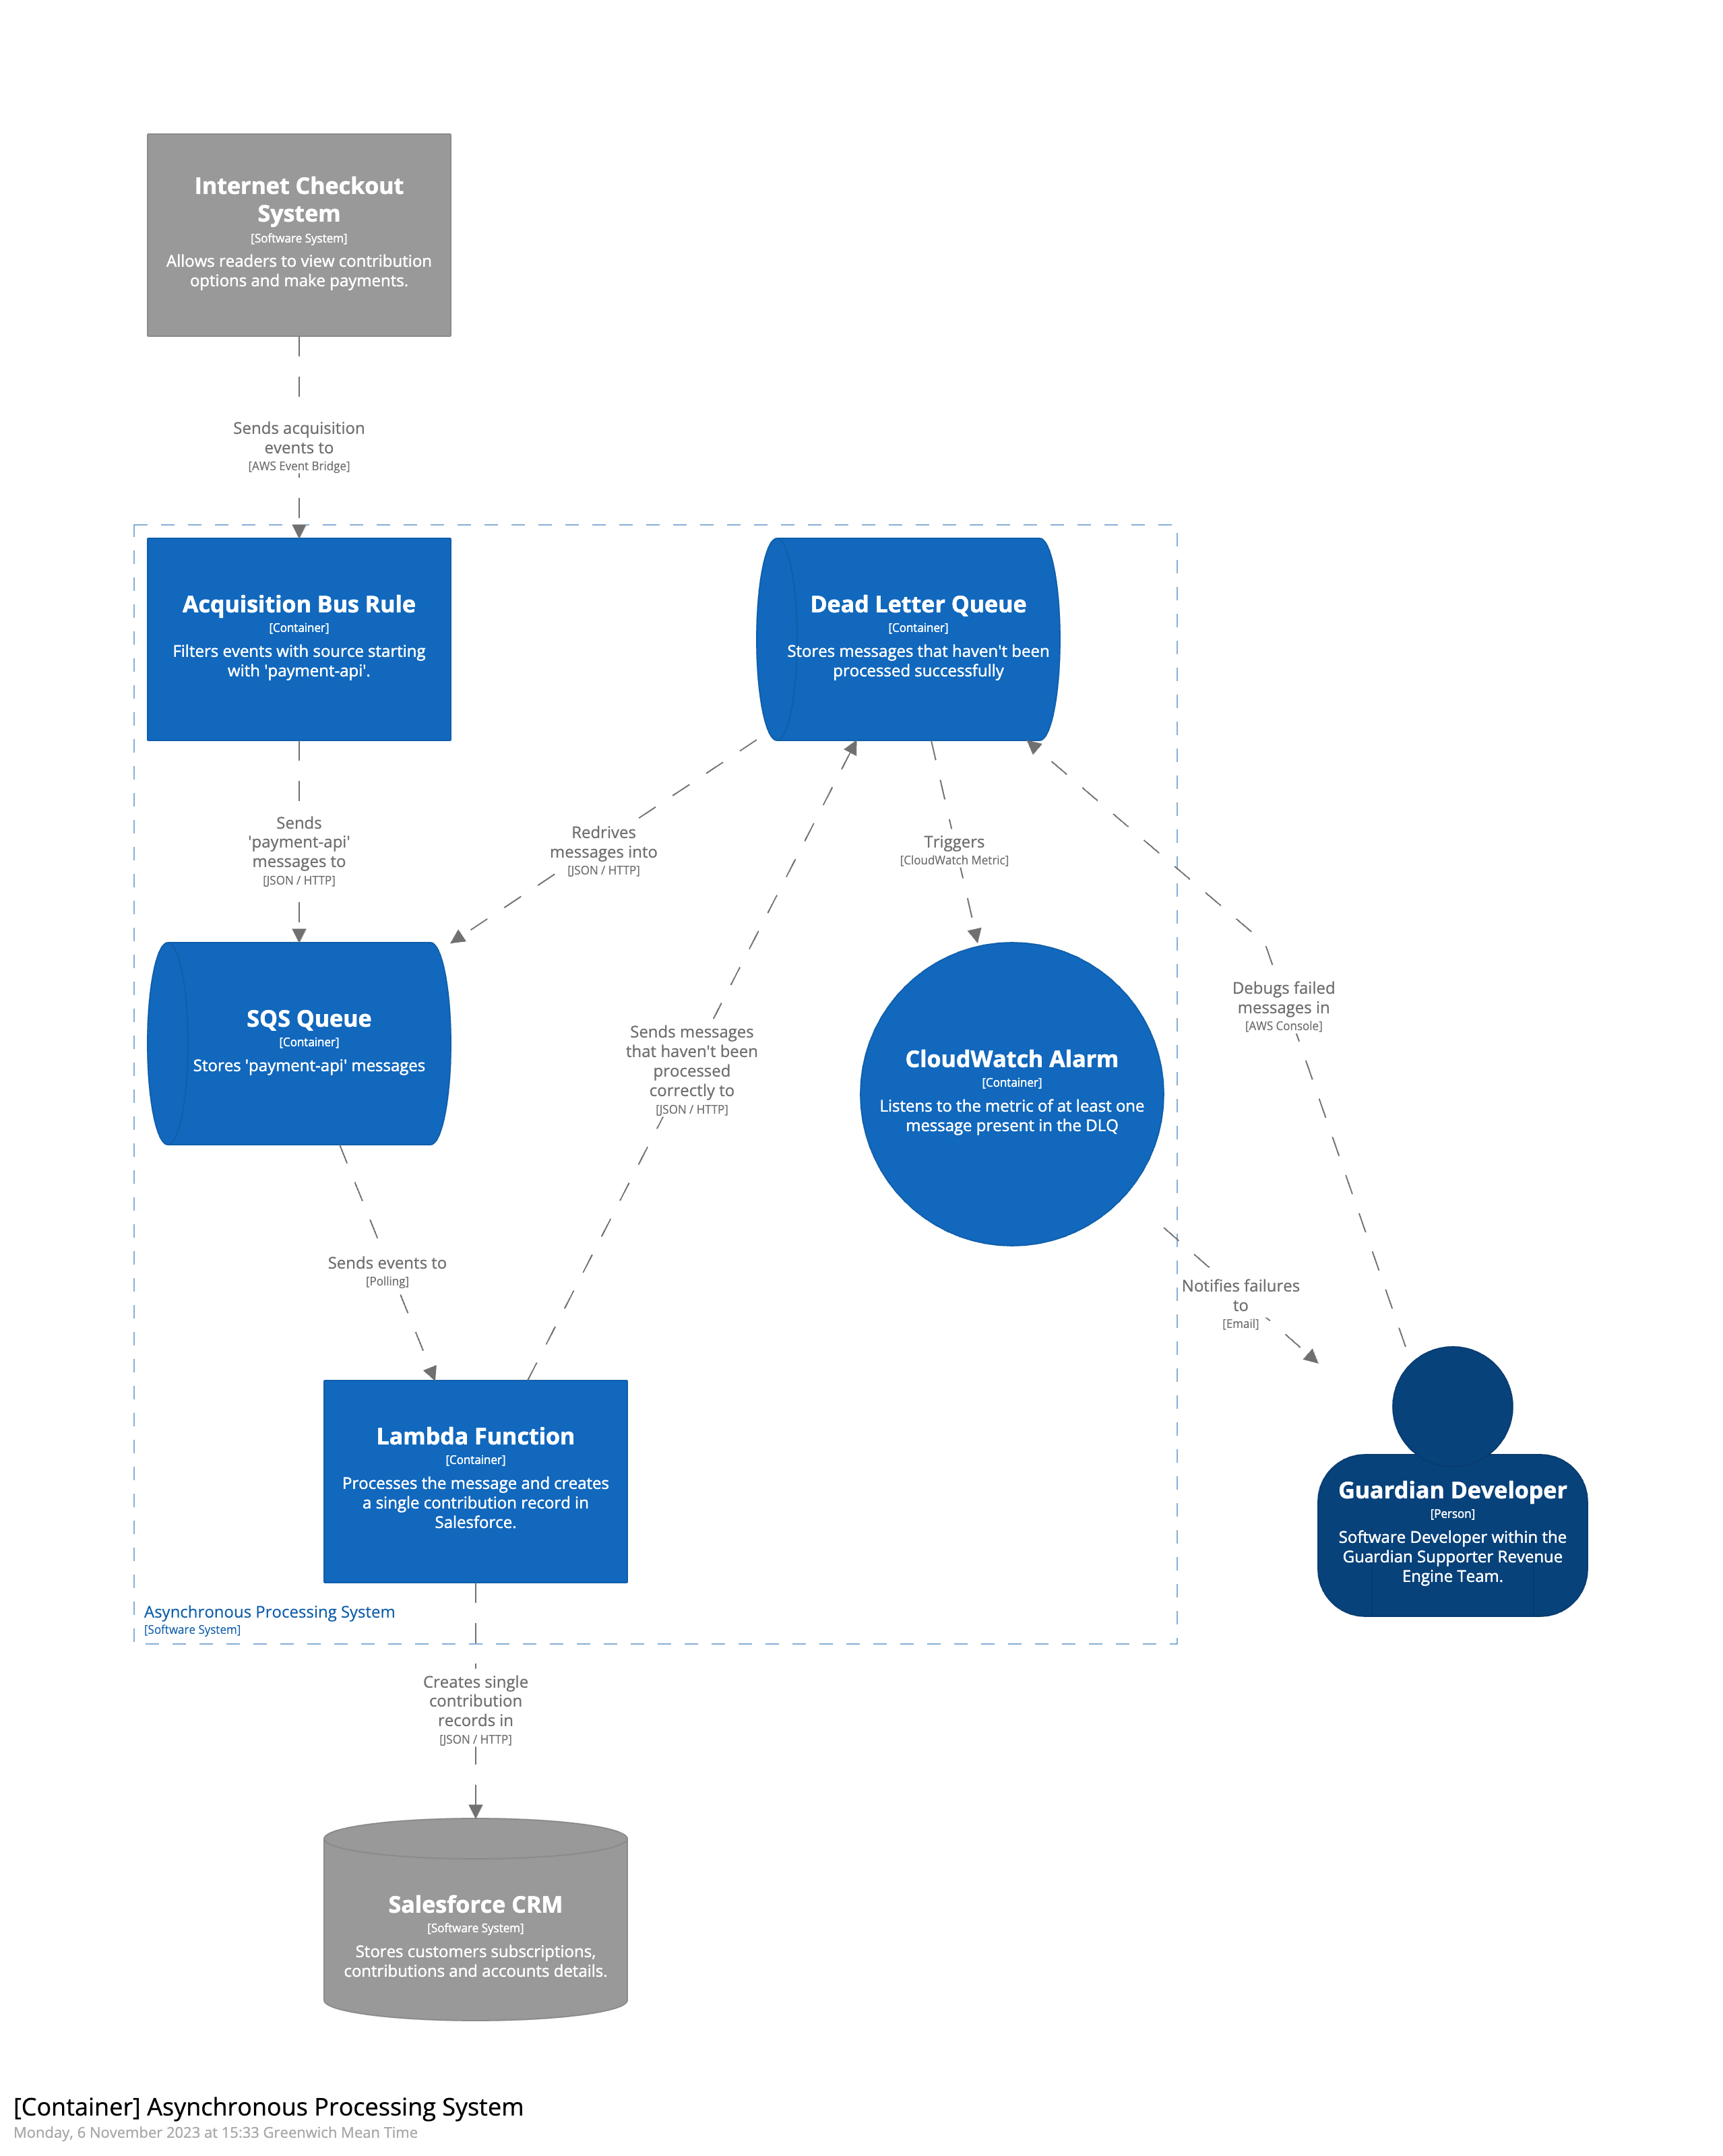 Internet Checkout
System
[Software System]
Allows readers to view contribution
options and make payments.
Sends acquisition
events to
[AWS Event Bridge]
Acquisition Bus Rule
[Container]
Filters events with source starting
with 'payment-api'.
Dead Letter Queue
[Container]
Stores messages that haven't been
processed successfully
Sends
'payment-api'
messages to
[JSON / HTTP]
Redrives
messages into
[JSON / HTTP]
Triggers
[CloudWatch Metric]
SQS Queue
[Container]
Stores 'payment-api' messages
Sends messages
that haven't been
processed
correctly to
[JSON / HTTP]
CloudWatch Alarm
[Container]
Listens to the metric of at least one
message present in the DLQ
Debugs failed
messages in
[AWS Console]
Sends events to
[Polling]
Notifies failures
to
[Email]
Lambda Function
[Container]
Processes the message and creates
a single contribution record in
Salesforce.
Guardian Developer
[Person]
Software Developer within the
Guardian Supporter Revenue
Engine Team.
Asynchronous Processing System
[Software System]
Creates single
contribution
records in
[JSON / HTTP]
Salesforce CRM
[Software System]
Stores customers subscriptions,
contributions and accounts details.
[Container] Asynchronous Processing System
Monday, 6 November 2023 at 15:33 Greenwich Mean Time